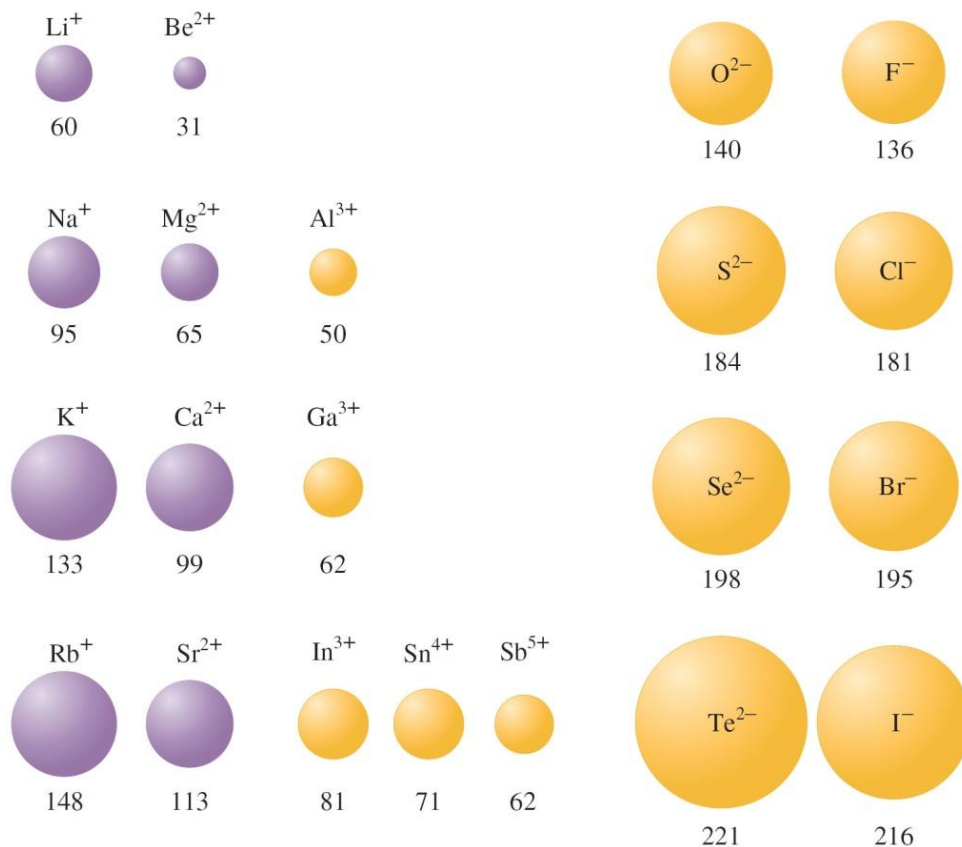 Li⁺ Be²⁺
O²⁻ F⁻
60 31
140 136
Na⁺ Mg²⁺ Al³⁺
S²⁻ Cl⁻
95 65 50
184 181
K⁺ Ca²⁺ Ga³⁺
Se²⁻ Br⁻
133 99 62
198 195
Rb⁺ Sr²⁺ In³⁺ Sn⁴⁺ Sb⁵⁺
Te²⁻ I⁻
148 113 81 71 62
221 216